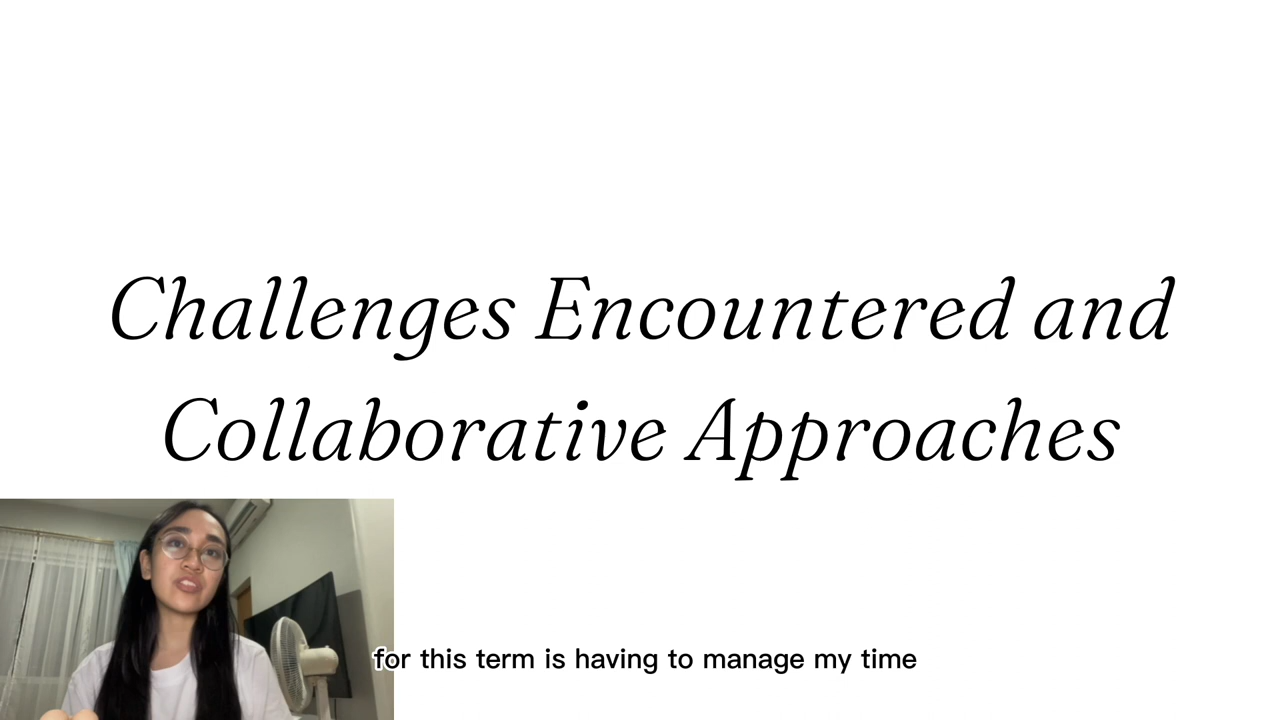 Challenges Encountered and
Collaborative Approaches
for this term is having to manage my time